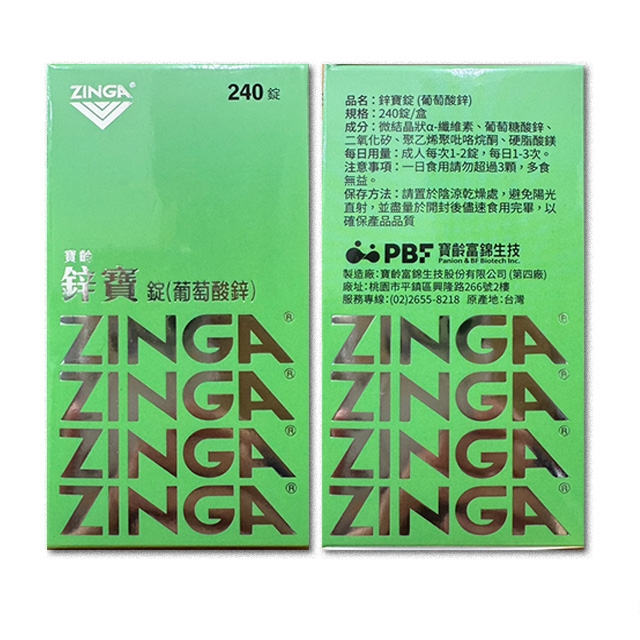 ZINGA®
240錠
寶齡
鋅寶 錠(葡萄酸鋅)
ZINGA®
ZINGA®
ZINGA®
ZINGA®
品名：鋅寶錠 (葡萄酸鋅)
規格：240錠/盒
成分：微結晶狀α-纖維素、葡萄糖酸鋅、
二氧化矽、聚乙烯聚吡咯烷酮、硬脂酸鎂
每日用量：成人每次1-2錠，每日1-3次。
注意事項：一日食用請勿超過3顆，多食
無益。
保存方法：請置於陰涼乾燥處，避免陽光
直射，並盡量於開封後儘速食用完畢，以
確保產品品質
PBF 寶齡富錦生技
Panion & BF Biotech Inc.
製造廠：寶齡富錦生技股份有限公司 (第四廠)
廠址：桃園市平鎮區興隆路266號2樓
服務專線：(02)2655-8218 原產地：台灣
ZINGA®
ZINGA®
ZINGA®
ZINGA®